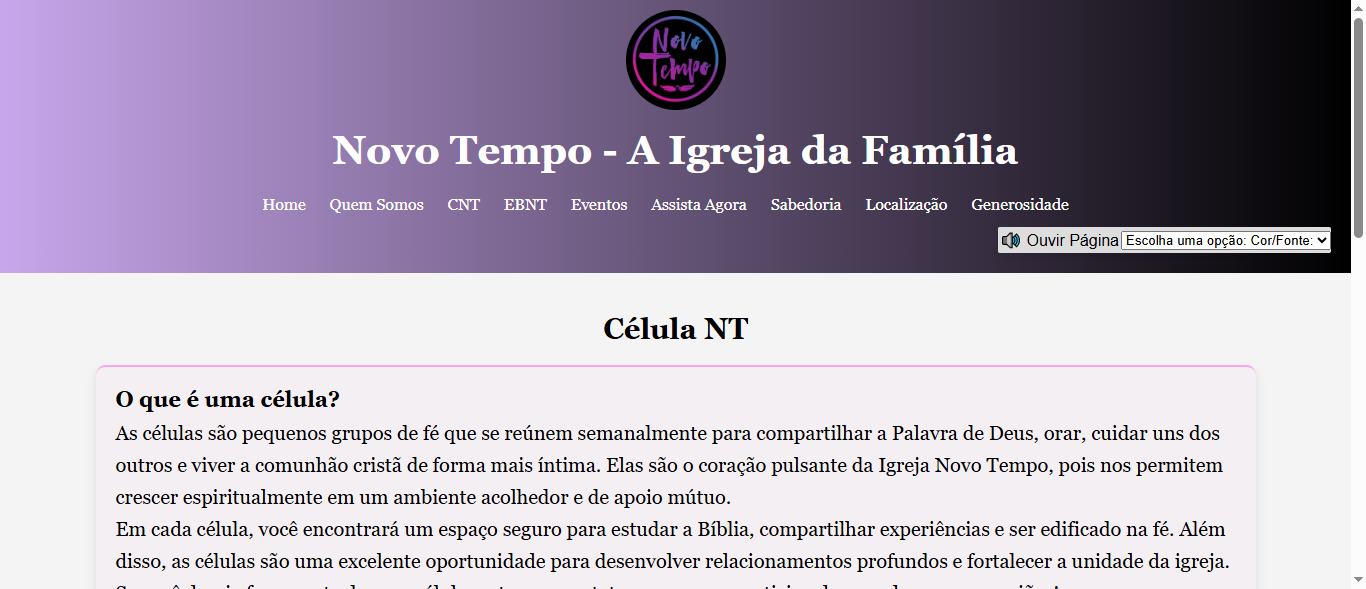 Novo
Tempo
Novo Tempo - A Igreja da Família
Home Quem Somos CNT EBNT Eventos Assista Agora Sabedoria Localização Generosidade
Ouvir Página Escolha uma opção: Cor/Fonte:
Célula NT
O que é uma célula?
As células são pequenos grupos de fé que se reúnem semanalmente para compartilhar a Palavra de Deus, orar, cuidar uns dos
outros e viver a comunhão cristã de forma mais íntima. Elas são o coração pulsante da Igreja Novo Tempo, pois nos permitem
crescer espiritualmente em um ambiente acolhedor e de apoio mútuo.
Em cada célula, você encontrará um espaço seguro para estudar a Bíblia, compartilhar experiências e ser edificado na fé. Além
disso, as células são uma excelente oportunidade para desenvolver relacionamentos profundos e fortalecer a unidade da igreja.